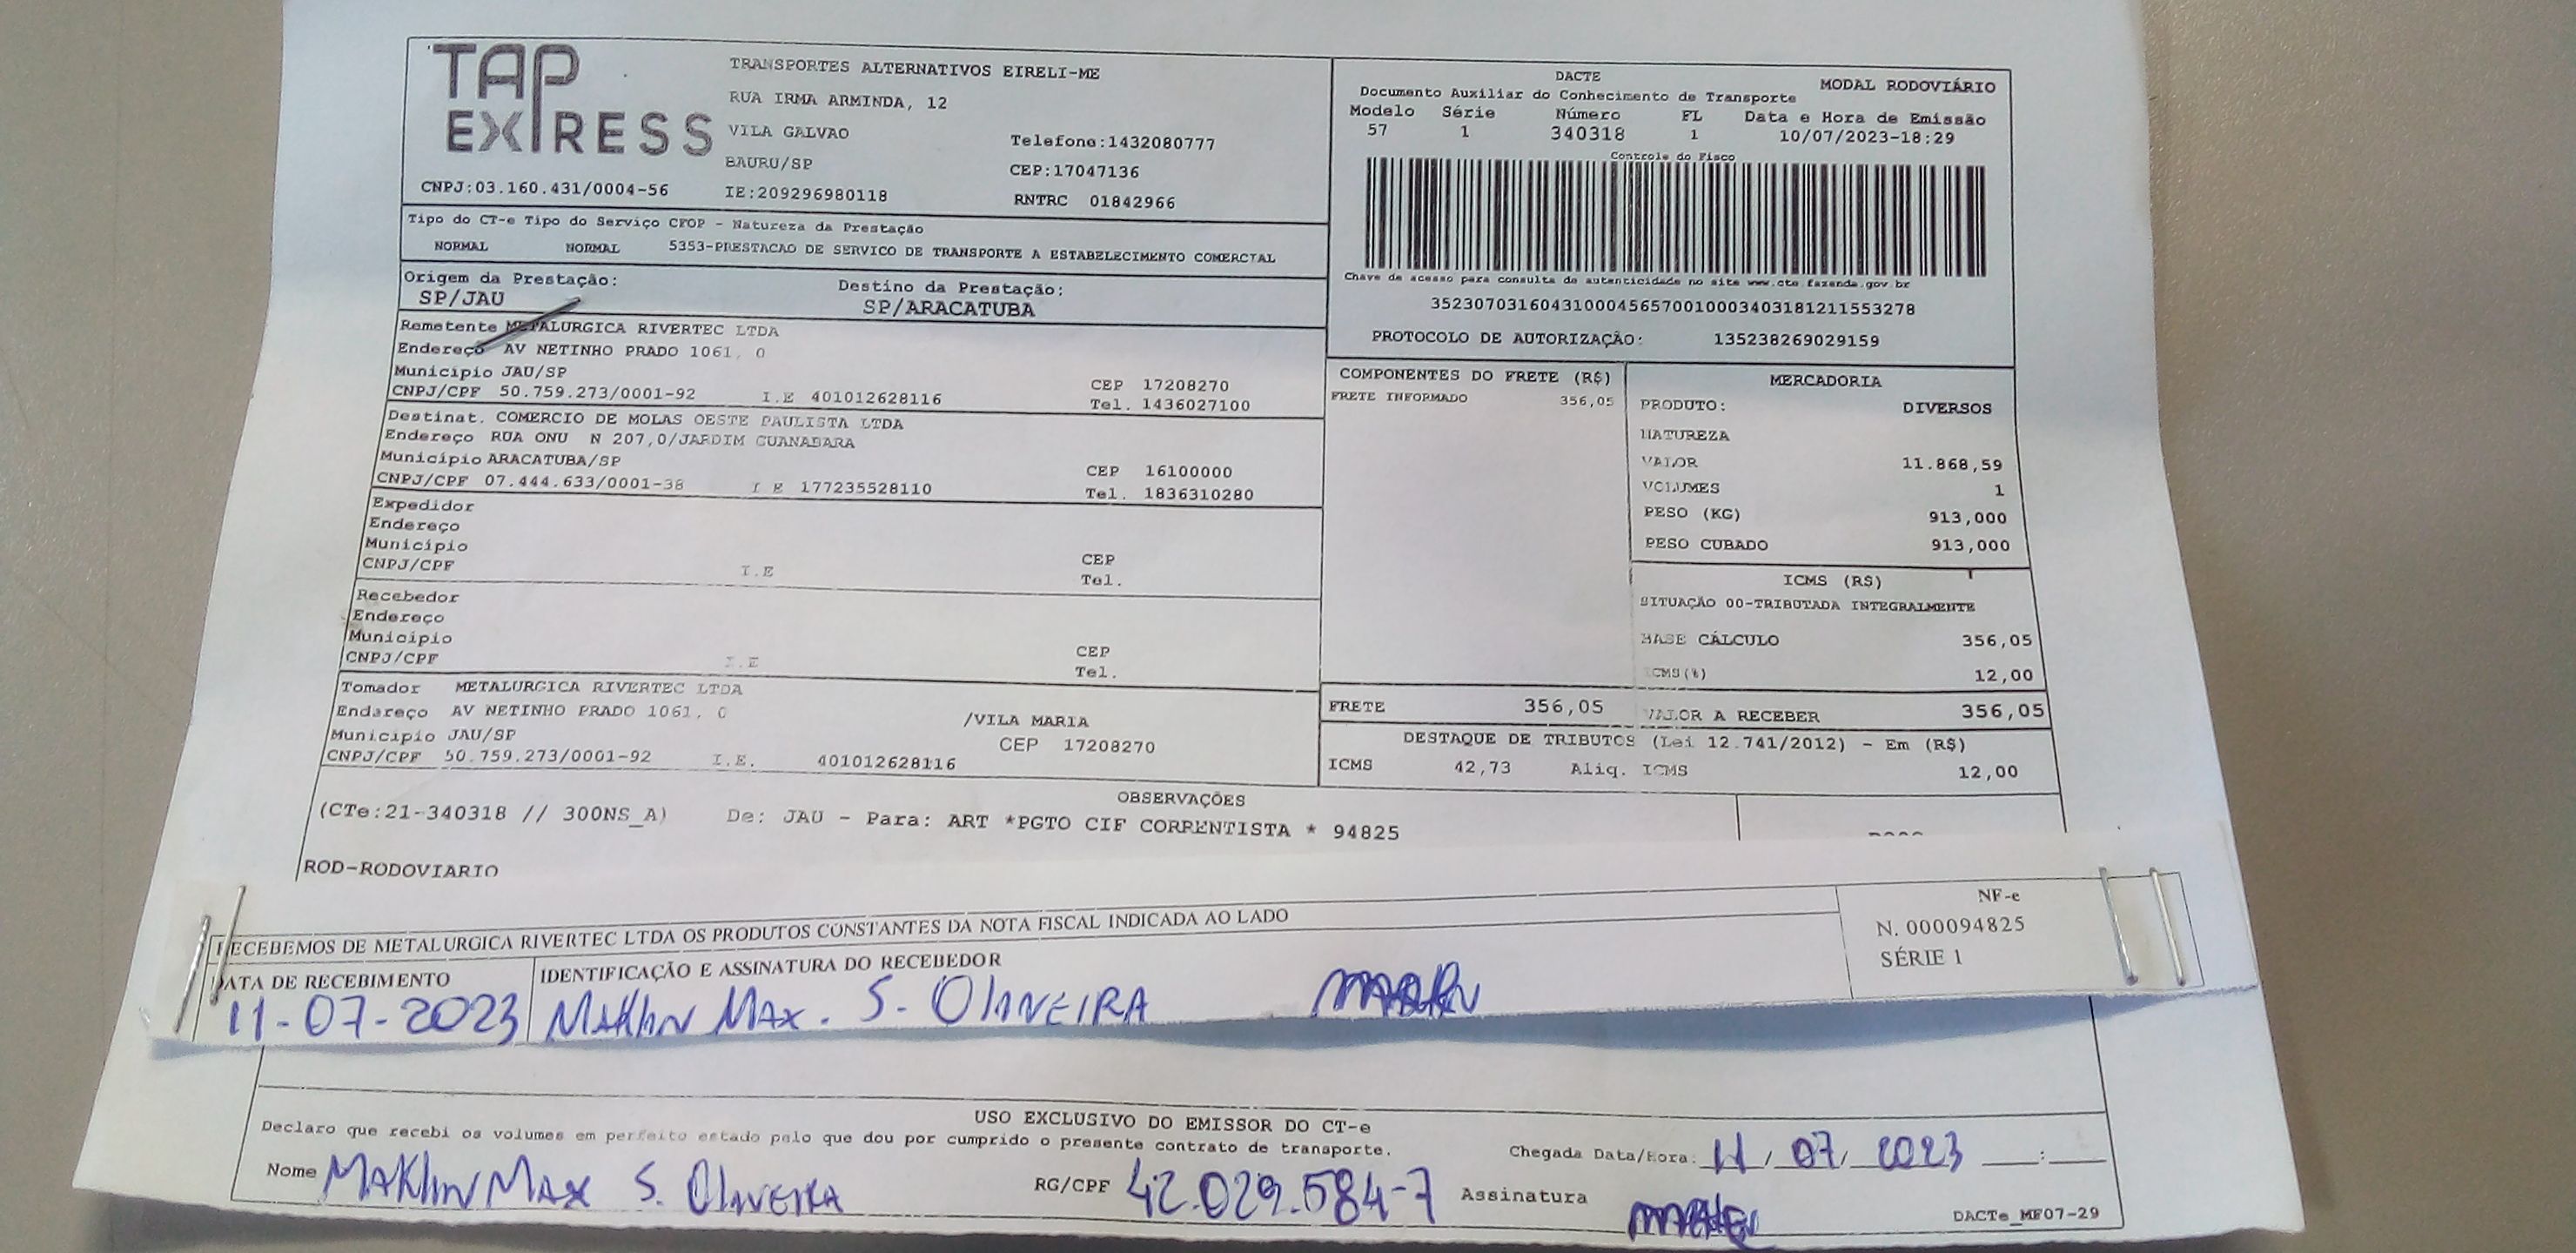 TAP
EXPRESS
CNPJ:03.160.431/0004-56
TRANSPORTES ALTERNATIVOS EIRELI-ME
RUA IRMA ARMINDA, 12
VILA GALVAO
BAURU/SP
IE:209296980118
Telefone:1432080777
CEP:17047136
RNTRC 01842966
DACTE MODAL RODOVIÁRIO
Documento Auxiliar do Conhecimento de Transporte
Modelo Série Número FL Data e Hora de Emissão
57 1 340318 1 10/07/2023-18:29
Controle do Fisco
Chave de acesso para consulta de autenticidade no site www.cte.fazenda.gov.br
35230703160431000456570010003403181211553278
PROTOCOLO DE AUTORIZAÇÃO: 135238269029159
Tipo do CT-e Tipo do Serviço CFOP - Natureza da Prestação
NORMAL NORMAL 5353-PRESTACAO DE SERVICO DE TRANSPORTE A ESTABELECIMENTO COMERCIAL
Origem da Prestação: Destino da Prestação:
SP/JAU SP/ARACATUBA
Remetente METALURGICA RIVERTEC LTDA
Endereço AV NETINHO PRADO 1061, 0
Município JAU/SP CEP 17208270
CNPJ/CPF 50.759.273/0001-92 I.E 401012628116 Tel. 1436027100
Destinat. COMERCIO DE MOLAS OESTE PAULISTA LTDA
Endereço RUA ONU N 207,0/JARDIM GUANABARA
Município ARACATUBA/SP CEP 16100000
CNPJ/CPF 07.444.633/0001-38 I E 177235528110 Tel. 1836310280
Expedidor
Endereço
Município CEP
CNPJ/CPF I.E Tel.
Recebedor
Endereço
Município CEP
CNPJ/CPF I.E Tel.
Tomador METALURGICA RIVERTEC LTDA
Endereço AV NETINHO PRADO 1061, 0 /VILA MARIA
Município JAU/SP CEP 17208270
CNPJ/CPF 50.759.273/0001-92 I.E. 401012628116
COMPONENTES DO FRETE (R$)
FRETE INFORMADO 356,05
MERCADORIA
PRODUTO: DIVERSOS
NATUREZA
VALOR 11.868,59
VOLUMES 1
PESO (KG) 913,000
PESO CUBADO 913,000
ICMS (R$)
SITUAÇÃO 00-TRIBUTADA INTEGRALMENTE
BASE CÁLCULO 356,05
ICMS(%) 12,00
FRETE 356,05 VALOR A RECEBER 356,05
DESTAQUE DE TRIBUTOS (Lei 12.741/2012) - Em (R$)
ICMS 42,73 Aliq. ICMS 12,00
OBSERVAÇÕES
(CTe:21-340318 // 300NS_A) De: JAU - Para: ART *PGTO CIF CORRENTISTA * 94825
ROD-RODOVIARIO
RECEBEMOS DE METALURGICA RIVERTEC LTDA OS PRODUTOS CONSTANTES DA NOTA FISCAL INDICADA AO LADO
NF-e
N. 000094825
SÉRIE 1
DATA DE RECEBIMENTO IDENTIFICAÇÃO E ASSINATURA DO RECEBEDOR
11-07-2023 MAKlIN MAX. S. OlIVEIRA
USO EXCLUSIVO DO EMISSOR DO CT-e
Declaro que recebi os volumes em perfeito estado pelo que dou por cumprido o presente contrato de transporte.
Chegada Data/Hora: 11/ 07/ 2023 ___:___
Nome MAKlIN MAX S. OlIVEIRA RG/CPF 42.029.584-7 Assinatura
DACTe_MF07-29